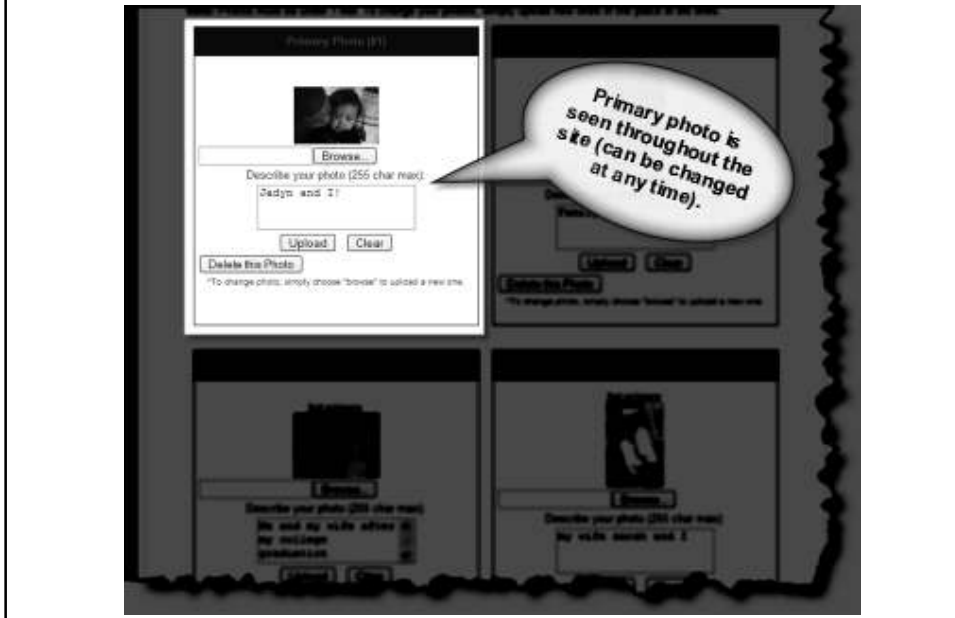 Primary Photo (#1)
Browse...
Describe your photo (255 char max):
Jadyn and I!
Upload Clear
Delete this Photo
*To change photo, simply choose "browse" to upload a new one.
Primary photo is
seen throughout the
site (can be changed
at any time).
Upload Clear
Delete this Photo
*To change photo, simply choose "browse" to upload a new one.
Browse...
Describe your photo (255 char max)
Me and my wife after
my college
graduation
Upload Clear
Browse...
Describe your photo (255 char max)
my wife sarah and I